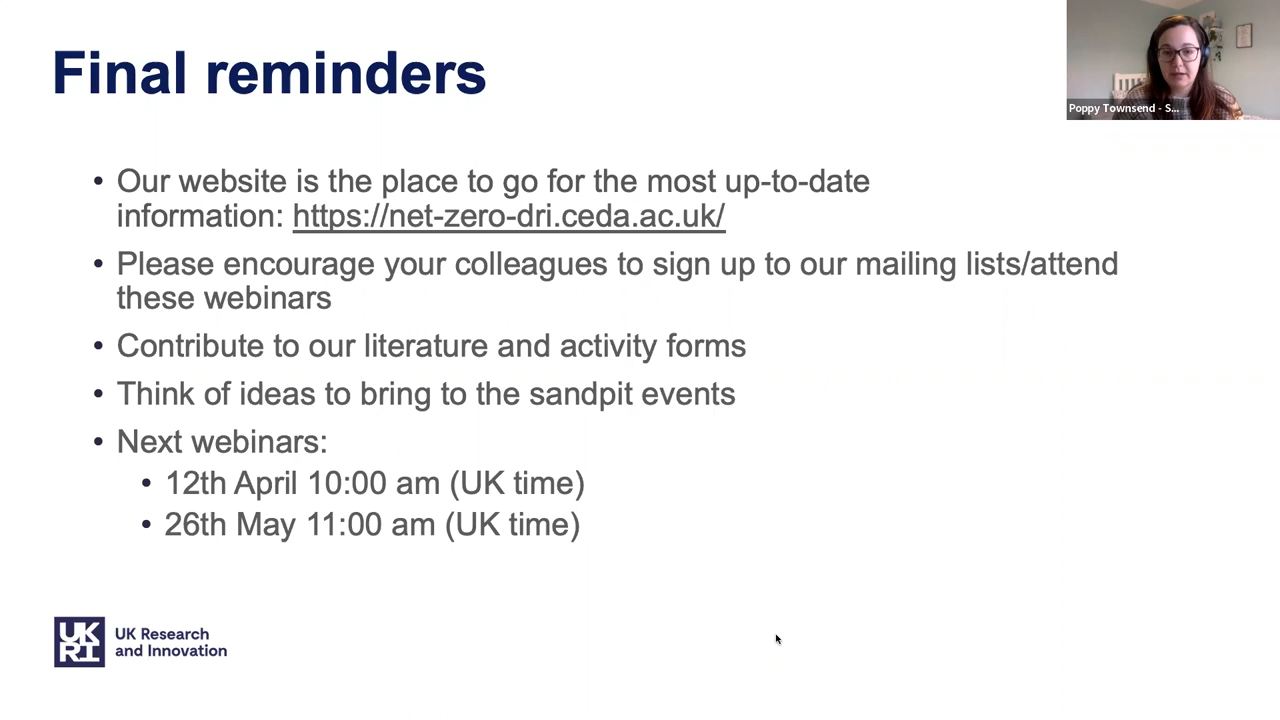 Final reminders
Poppy Townsend - S...
• Our website is the place to go for the most up-to-date
information: https://net-zero-dri.ceda.ac.uk/
• Please encourage your colleagues to sign up to our mailing lists/attend
these webinars
• Contribute to our literature and activity forms
• Think of ideas to bring to the sandpit events
• Next webinars:
• 12th April 10:00 am (UK time)
• 26th May 11:00 am (UK time)
UK
RI
UK Research
and Innovation